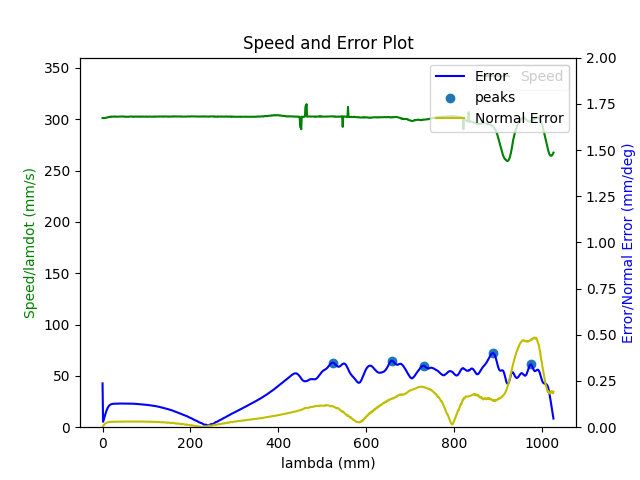 Speed and Error Plot
350
300
250
200
150
100
50
0
Speed/lamdot (mm/s)
0 200 400 600 800 1000
lambda (mm)
2.00
1.75
1.50
1.25
1.00
0.75
0.50
0.25
0.00
Error/Normal Error (mm/deg)
Error
Speed
peaks
Normal Error